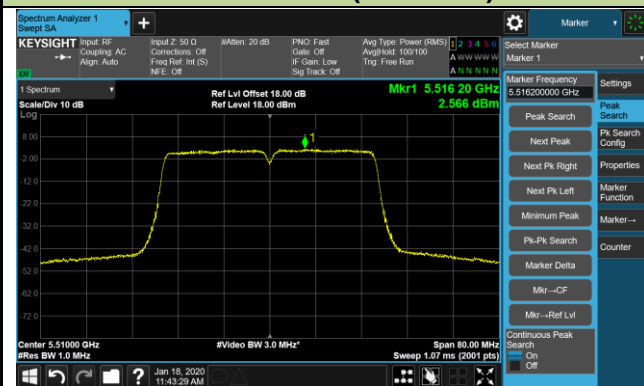 Spectrum Analyzer 1
Swept SA
+
Marker
KEYSIGHT
Input: RF
Coupling: AC
Align: Auto
Input Z: 50 Ω
Corrections: Off
Freq Ref: Int (S)
NFE: Off
#Atten: 20 dB
PNO: Fast
Gate: Off
IF Gain: Low
Sig Track: Off
Avg Type: Power (RMS)
Avg|Hold: 100/100
Trig: Free Run
1 2 3 4 5 6
A W W W W W
A N N N N N
LXI
Select Marker
Marker 1
1 Spectrum
Scale/Div 10 dB
Log
Ref Lvl Offset 18.00 dB
Ref Level 18.00 dBm
Mkr1 5.516 20 GHz
2.566 dBm
1
8.00
-2.00
-12.0
-22.0
-32.0
-42.0
-52.0
-62.0
-72.0
Center 5.51000 GHz
#Res BW 1.0 MHz
#Video BW 3.0 MHz*
Span 80.00 MHz
Sweep 1.07 ms (2001 pts)
Marker Frequency
5.516200000 GHz
Peak Search
Next Peak
Next Pk Right
Next Pk Left
Minimum Peak
Pk-Pk Search
Marker Delta
Mkr→CF
Mkr→Ref Lvl
Continuous Peak
Search
On
Off
Settings
Peak
Search
Pk Search
Config
Properties
Marker
Function
Marker→
Counter
?
Jan 18, 2020
11:43:29 AM